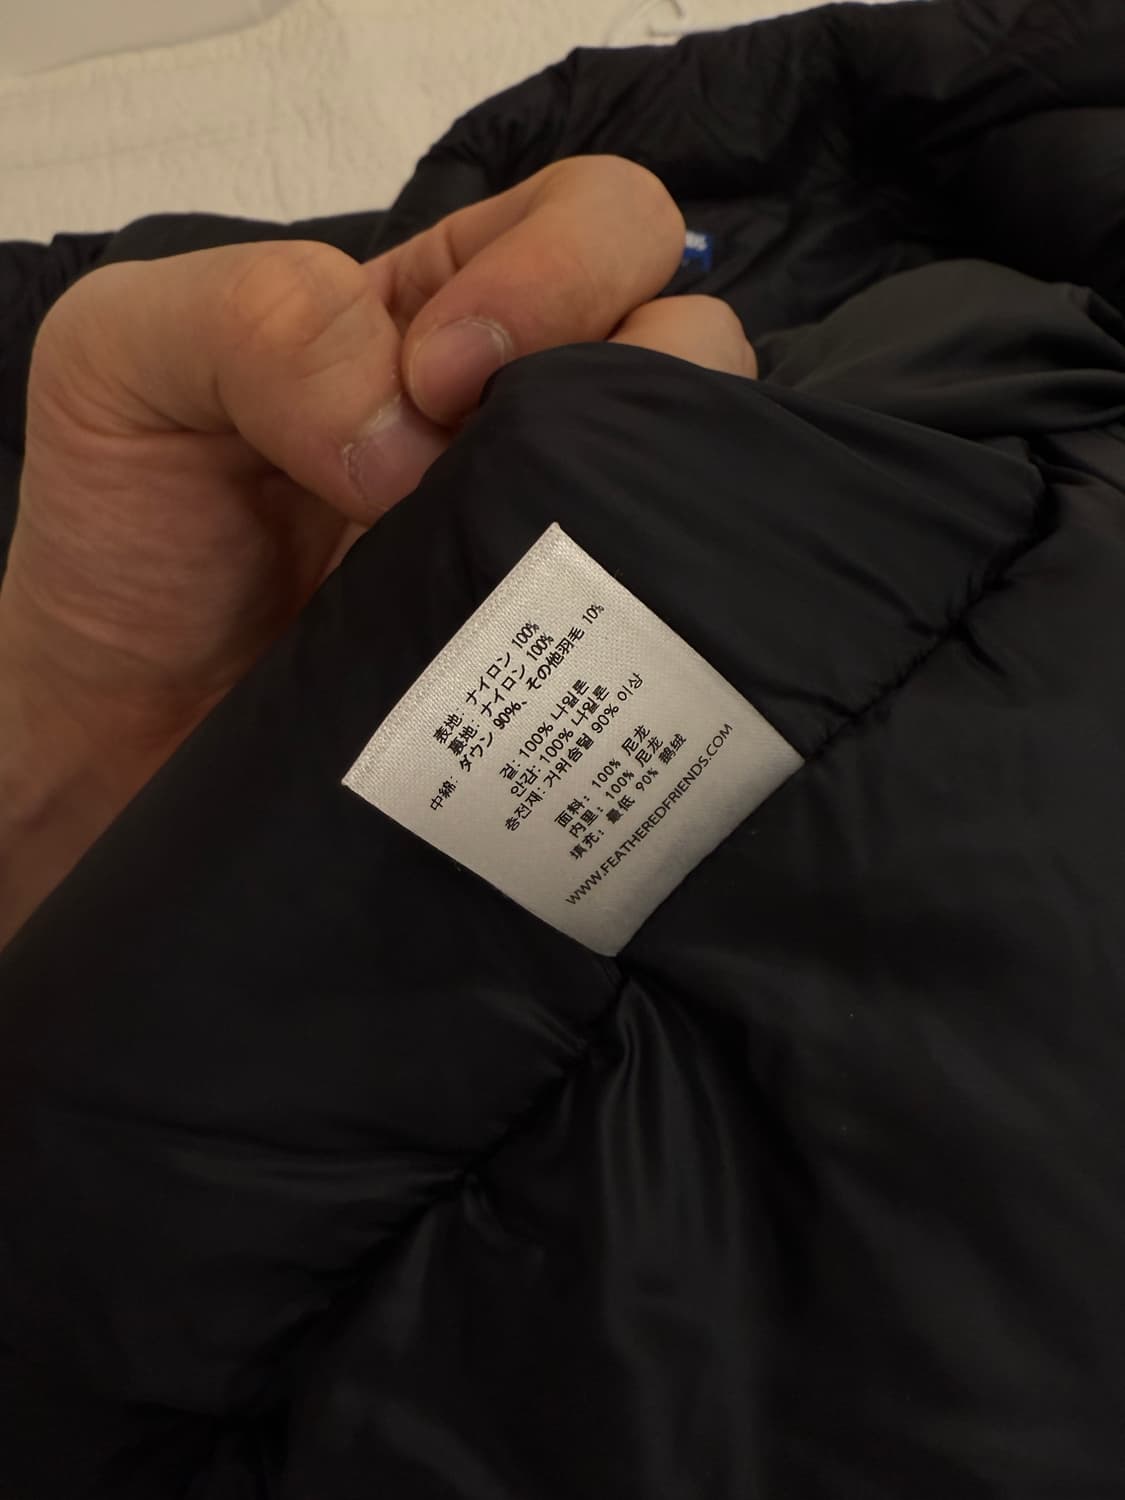 表地: ナイロン 100%
裏地: ナイロン 100%
中綿: ダウン 90%、その他羽毛 10%
겉: 100% 나일론
안감: 100% 나일론
충전재: 거위솜털 90% 이상
面料: 100% 尼龙
内里: 100% 尼龙
填充: 最低 90% 鹅绒
WWW.FEATHEREDFRIENDS.COM